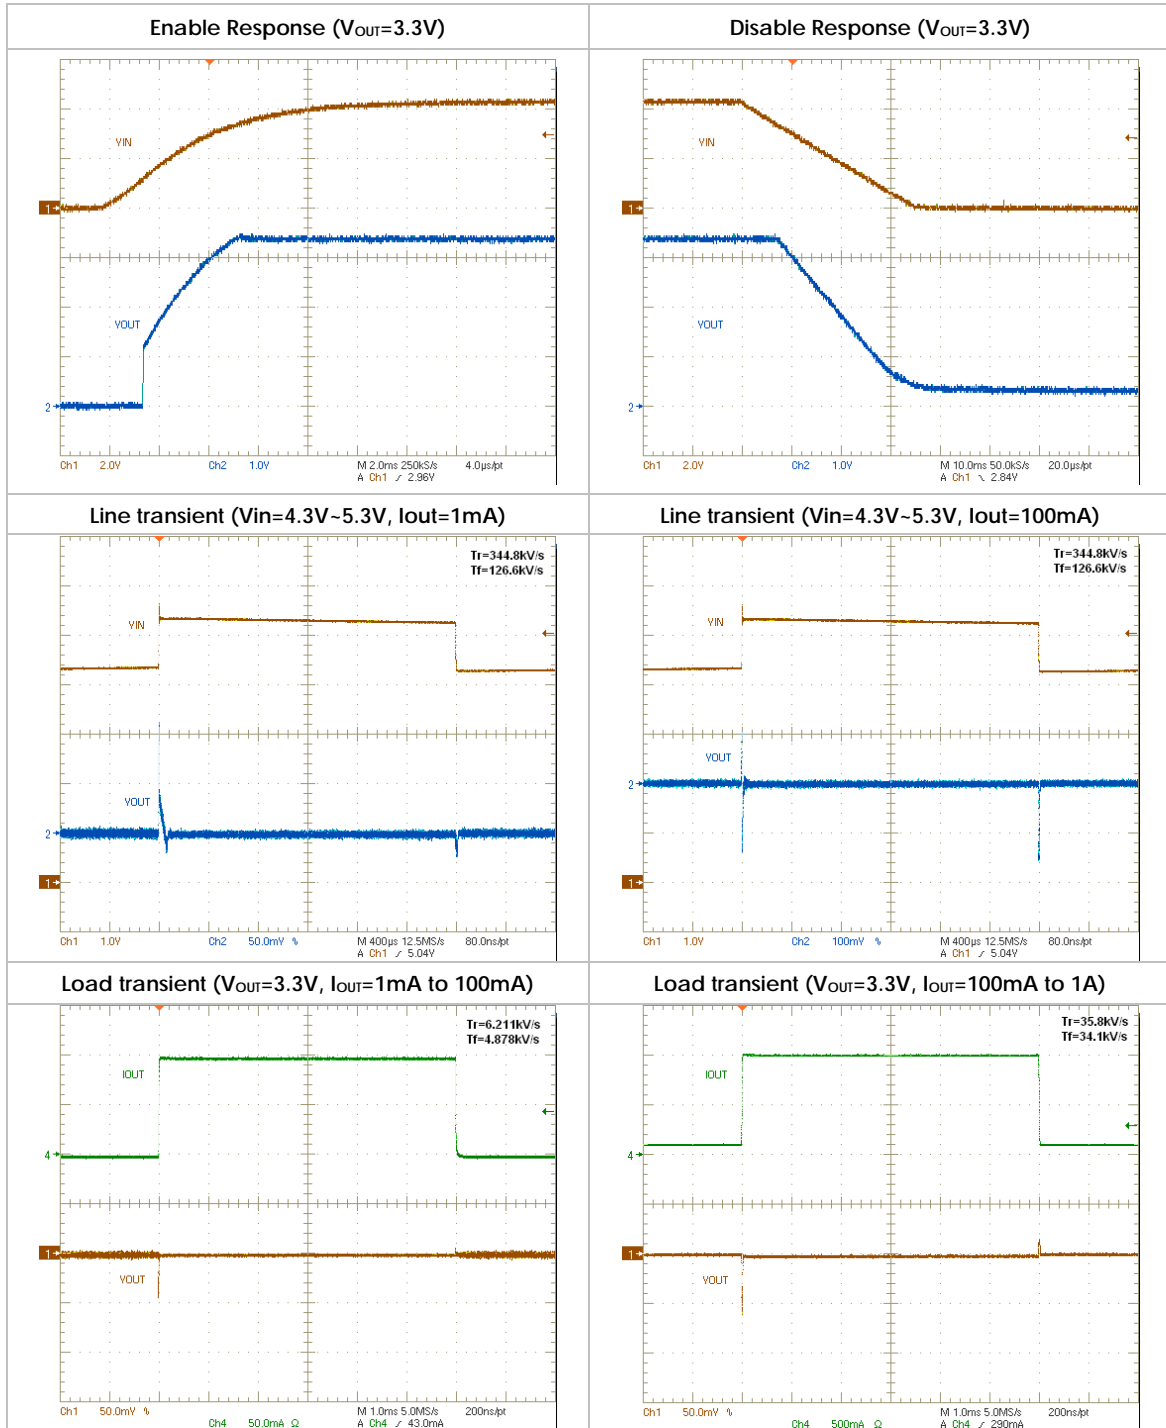 Enable Response (VOUT=3.3V)
Disable Response (VOUT=3.3V)
VIN
1
VOUT
2
Ch1 2.0V Ch2 1.0V M 2.0ms 250kS/s 4.0µs/pt
A Ch1 ⌿ 2.96V
VIN
1
VOUT
2
Ch1 2.0V Ch2 1.0V M 10.0ms 50.0kS/s 20.0µs/pt
A Ch1 ⍀ 2.84V
Line transient (Vin=4.3V~5.3V, Iout=1mA)
Line transient (Vin=4.3V~5.3V, Iout=100mA)
Tr=344.8kV/s
Tf=126.6kV/s
VIN
VOUT
2
1
Ch1 1.0V Ch2 50.0mV % M 400µs 12.5MS/s 80.0ns/pt
A Ch1 ⌿ 5.04V
Tr=344.8kV/s
Tf=126.6kV/s
VIN
VOUT
2
1
Ch1 1.0V Ch2 100mV % M 400µs 12.5MS/s 80.0ns/pt
A Ch1 ⌿ 5.04V
Load transient (VOUT=3.3V, IOUT=1mA to 100mA)
Load transient (VOUT=3.3V, IOUT=100mA to 1A)
Tr=6.211kV/s
Tf=4.878kV/s
IOUT
4
1
VOUT
Ch1 50.0mV % M 1.0ms 5.0MS/s 200ns/pt
Ch4 50.0mA Ω A Ch4 ⌿ 43.0mA
Tr=35.8kV/s
Tf=34.1kV/s
IOUT
4
1
VOUT
Ch1 50.0mV % M 1.0ms 5.0MS/s 200ns/pt
Ch4 500mA Ω A Ch4 ⌿ 290mA